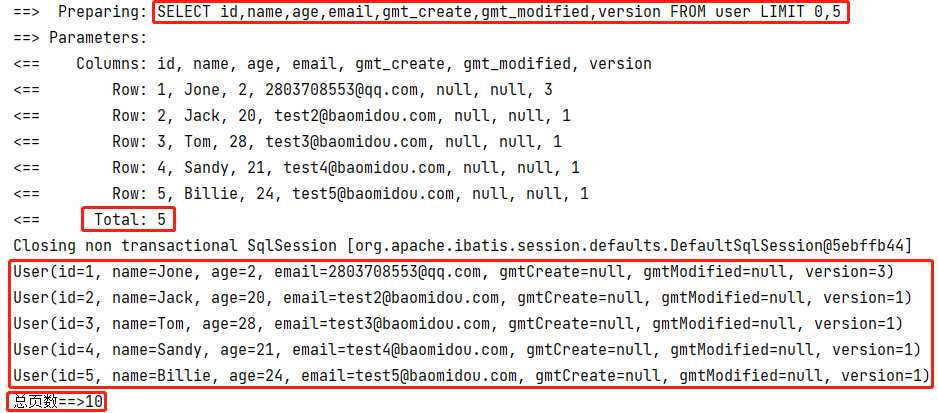 ==>  Preparing: SELECT id,name,age,email,gmt_create,gmt_modified,version FROM user LIMIT 0,5
==> Parameters:
<==    Columns: id, name, age, email, gmt_create, gmt_modified, version
<==        Row: 1, Jone, 2, 2803708553@qq.com, null, null, 3
<==        Row: 2, Jack, 20, test2@baomidou.com, null, null, 1
<==        Row: 3, Tom, 28, test3@baomidou.com, null, null, 1
<==        Row: 4, Sandy, 21, test4@baomidou.com, null, null, 1
<==        Row: 5, Billie, 24, test5@baomidou.com, null, null, 1
<==      Total: 5
Closing non transactional SqlSession [org.apache.ibatis.session.defaults.DefaultSqlSession@5ebffb44]
User(id=1, name=Jone, age=2, email=2803708553@qq.com, gmtCreate=null, gmtModified=null, version=3)
User(id=2, name=Jack, age=20, email=test2@baomidou.com, gmtCreate=null, gmtModified=null, version=1)
User(id=3, name=Tom, age=28, email=test3@baomidou.com, gmtCreate=null, gmtModified=null, version=1)
User(id=4, name=Sandy, age=21, email=test4@baomidou.com, gmtCreate=null, gmtModified=null, version=1)
User(id=5, name=Billie, age=24, email=test5@baomidou.com, gmtCreate=null, gmtModified=null, version=1)
总页数==>10